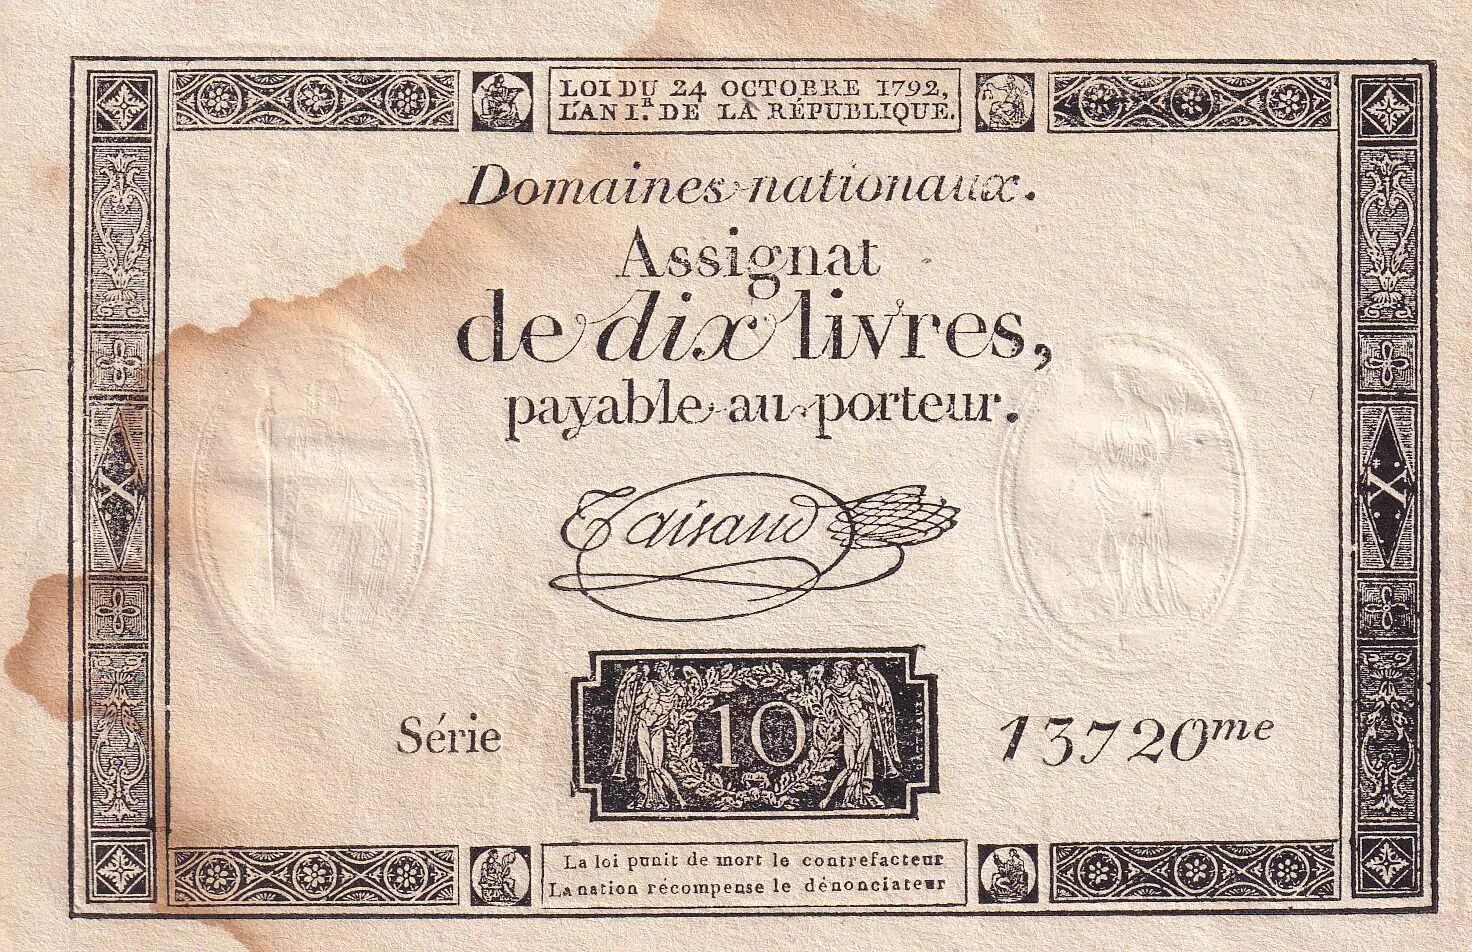 LOI DU 24 OCTOBRE 1792,
L'AN I.ᴱᴿ DE LA RÉPUBLIQUE.
Domaines nationaux.
Assignat
de dix livres,
payable au porteur.
Taisaud
X
X
10
Série
13720me
La loi punit de mort le contrefacteur
La nation récompense le dénonciateur